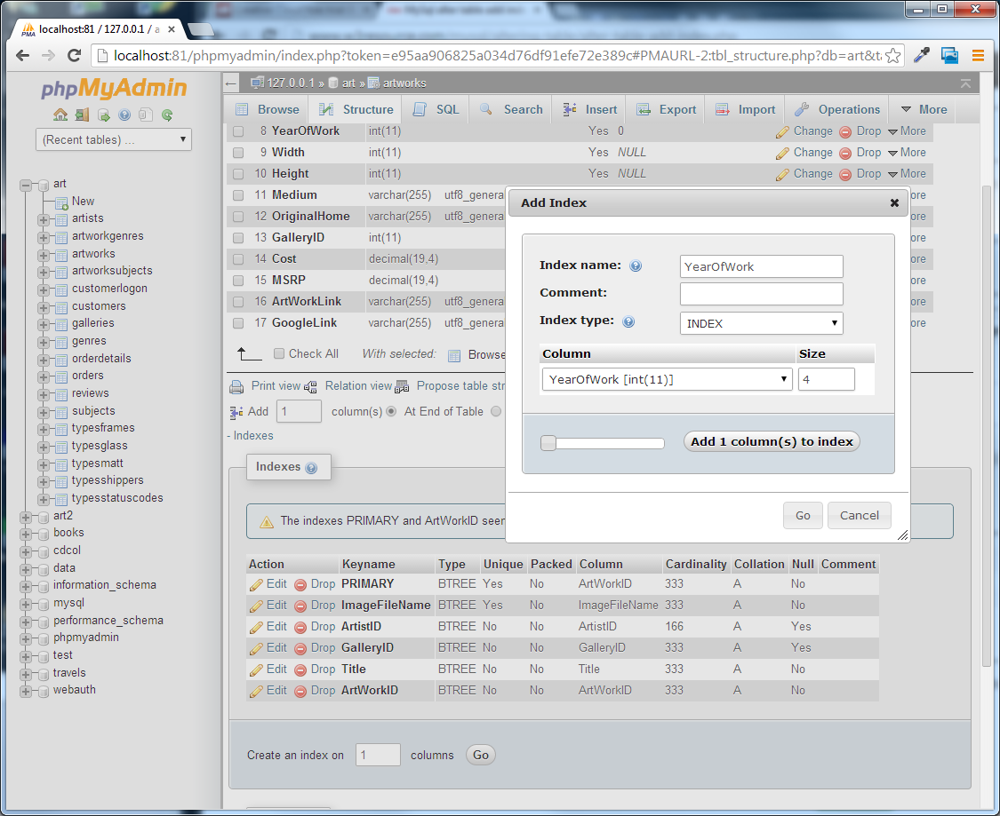 localhost:81 / 127.0.0.1 / a
localhost:81/phpmyadmin/index.php?token=e95aa906825a034d76df91efe72e389c#PMAURL-2:tbl_structure.php?db=art&ta
phpMyAdmin
(Recent tables) ...
art
New
artists
artworkgenres
artworks
artworksubjects
customerlogon
customers
galleries
genres
orderdetails
orders
reviews
subjects
typesframes
typesglass
typesmatt
typesshippers
typesstatuscodes
art2
books
cdcol
data
information_schema
mysql
performance_schema
phpmyadmin
test
travels
webauth
127.0.0.1 » art » artworks
Browse Structure SQL Search Insert Export Import Operations More
8 YearOfWork int(11) Yes 0 Change Drop More
9 Width int(11) Yes NULL Change Drop More
10 Height int(11) Yes NULL Change Drop More
11 Medium varchar(255) utf8_genera ore
12 OriginalHome varchar(255) utf8_genera ore
13 GalleryID int(11) ore
14 Cost decimal(19,4) ore
15 MSRP decimal(19,4) ore
16 ArtWorkLink varchar(255) utf8_genera ore
17 GoogleLink varchar(255) utf8_genera ore
Check All With selected: Browse
Print view Relation view Propose table str
Add 1 column(s) At End of Table
- Indexes
Indexes
The indexes PRIMARY and ArtWorkID seem
Action Keyname Type Unique Packed Column Cardinality Collation Null Comment
Edit Drop PRIMARY BTREE Yes No ArtWorkID 333 A No
Edit Drop ImageFileName BTREE Yes No ImageFileName 333 A No
Edit Drop ArtistID BTREE No No ArtistID 166 A Yes
Edit Drop GalleryID BTREE No No GalleryID 333 A Yes
Edit Drop Title BTREE No No Title 333 A No
Edit Drop ArtWorkID BTREE No No ArtWorkID 333 A No
Create an index on 1 columns Go
Add Index
Index name: YearOfWork
Comment:
Index type: INDEX
Column Size
YearOfWork [int(11)] 4
Add 1 column(s) to index
Go Cancel